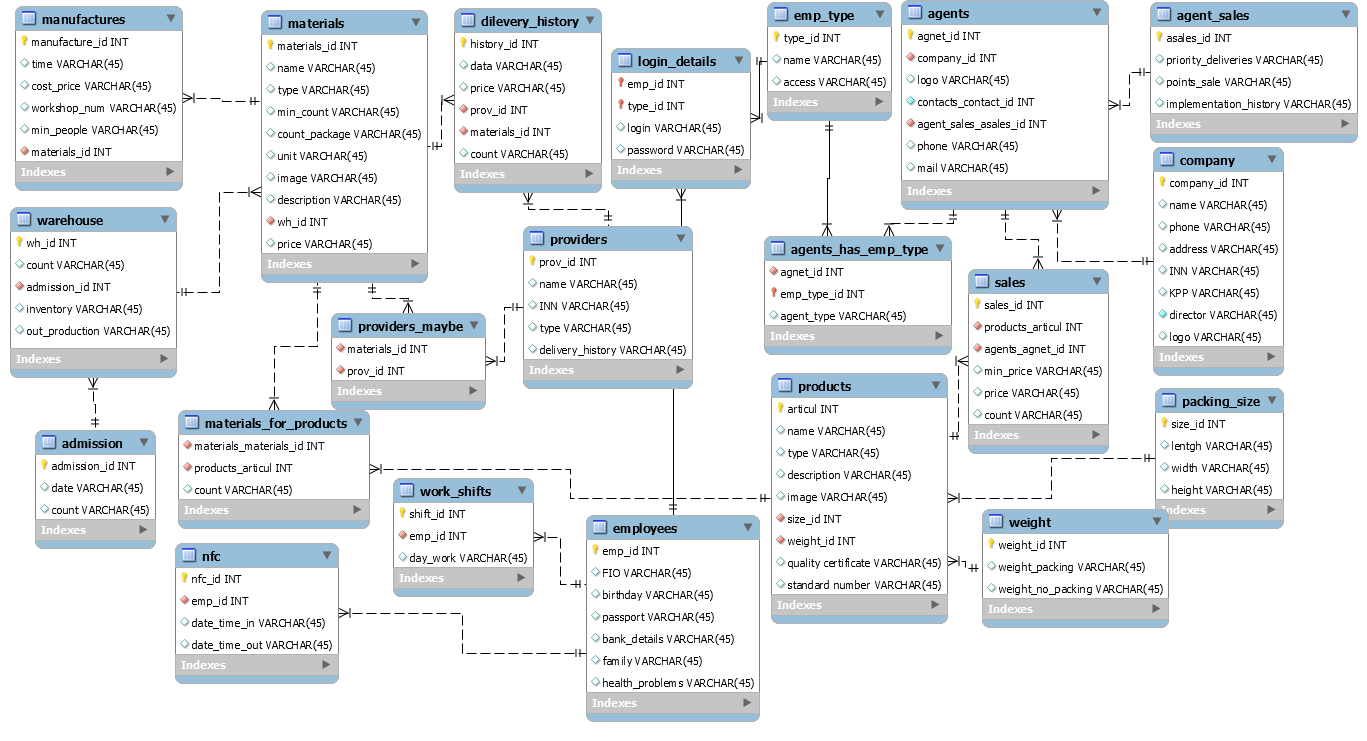 manufactures
manufacture_id INT
time VARCHAR(45)
cost_price VARCHAR(45)
workshop_num VARCHAR(45)
min_people VARCHAR(45)
materials_id INT
Indexes
materials
materials_id INT
name VARCHAR(45)
type VARCHAR(45)
min_count VARCHAR(45)
count_package VARCHAR(45)
unit VARCHAR(45)
image VARCHAR(45)
description VARCHAR(45)
wh_id INT
price VARCHAR(45)
Indexes
dilevery_history
history_id INT
data VARCHAR(45)
price VARCHAR(45)
prov_id INT
materials_id INT
count VARCHAR(45)
Indexes
login_details
emp_id INT
type_id INT
login VARCHAR(45)
password VARCHAR(45)
Indexes
emp_type
type_id INT
name VARCHAR(45)
access VARCHAR(45)
Indexes
agents
agnet_id INT
company_id INT
logo VARCHAR(45)
contacts_contact_id INT
agent_sales_asales_id INT
phone VARCHAR(45)
mail VARCHAR(45)
Indexes
agent_sales
asales_id INT
priority_deliveries VARCHAR(45)
points_sale VARCHAR(45)
implementation_history VARCHAR(45)
Indexes
company
company_id INT
name VARCHAR(45)
phone VARCHAR(45)
address VARCHAR(45)
INN VARCHAR(45)
KPP VARCHAR(45)
director VARCHAR(45)
logo VARCHAR(45)
Indexes
warehouse
wh_id INT
count VARCHAR(45)
admission_id INT
inventory VARCHAR(45)
out_production VARCHAR(45)
Indexes
providers
prov_id INT
name VARCHAR(45)
INN VARCHAR(45)
type VARCHAR(45)
delivery_history VARCHAR(45)
Indexes
agents_has_emp_type
agnet_id INT
emp_type_id INT
agent_type VARCHAR(45)
Indexes
sales
sales_id INT
products_articul INT
agents_agnet_id INT
min_price VARCHAR(45)
price VARCHAR(45)
count VARCHAR(45)
Indexes
providers_maybe
materials_id INT
prov_id INT
Indexes
products
articul INT
name VARCHAR(45)
type VARCHAR(45)
description VARCHAR(45)
image VARCHAR(45)
size_id INT
weight_id INT
quality certificate VARCHAR(45)
standard number VARCHAR(45)
Indexes
packing_size
size_id INT
lentgh VARCHAR(45)
width VARCHAR(45)
height VARCHAR(45)
Indexes
admission
admission_id INT
date VARCHAR(45)
count VARCHAR(45)
Indexes
materials_for_products
materials_materials_id INT
products_articul INT
count VARCHAR(45)
Indexes
work_shifts
shift_id INT
emp_id INT
day_work VARCHAR(45)
Indexes
employees
emp_id INT
FIO VARCHAR(45)
birthday VARCHAR(45)
passport VARCHAR(45)
bank_details VARCHAR(45)
family VARCHAR(45)
health_problems VARCHAR(45)
Indexes
weight
weight_id INT
weight_packing VARCHAR(45)
weight_no_packing VARCHAR(45)
Indexes
nfc
nfc_id INT
emp_id INT
date_time_in VARCHAR(45)
date_time_out VARCHAR(45)
Indexes